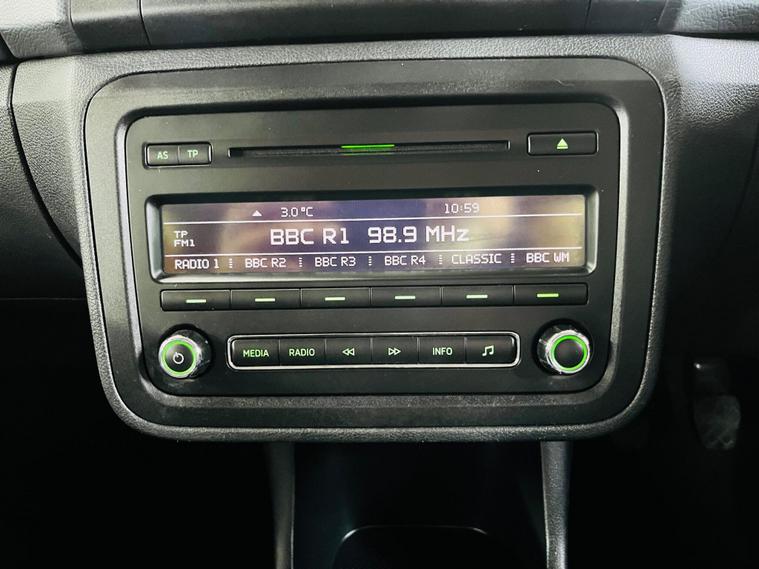 AS TP
3.0°C 10:59
TP
FM1
BBC R1 98.9 MHz
RADIO 1 BBC R2 BBC R3 BBC R4 CLASSIC BBC WM
MEDIA RADIO INFO